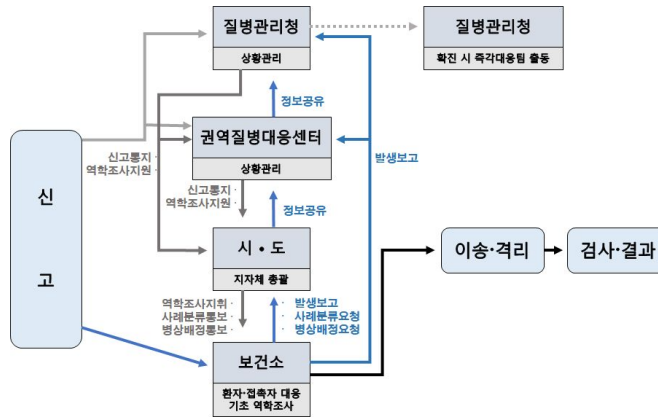 질병관리청
상황관리
질병관리청
확진 시 즉각대응팀 출동
정보공유
권역질병대응센터
상황관리
신고통지·
역학조사지원·
발생보고
신고
신고통지·
역학조사지원·
정보공유
시·도
지자체 총괄
이송·격리
검사·결과
역학조사지휘·
사례분류통보·
병상배정통보·
· 발생보고
· 사례분류요청
· 병상배정요청
보건소
환자·접촉자 대응
기초 역학조사